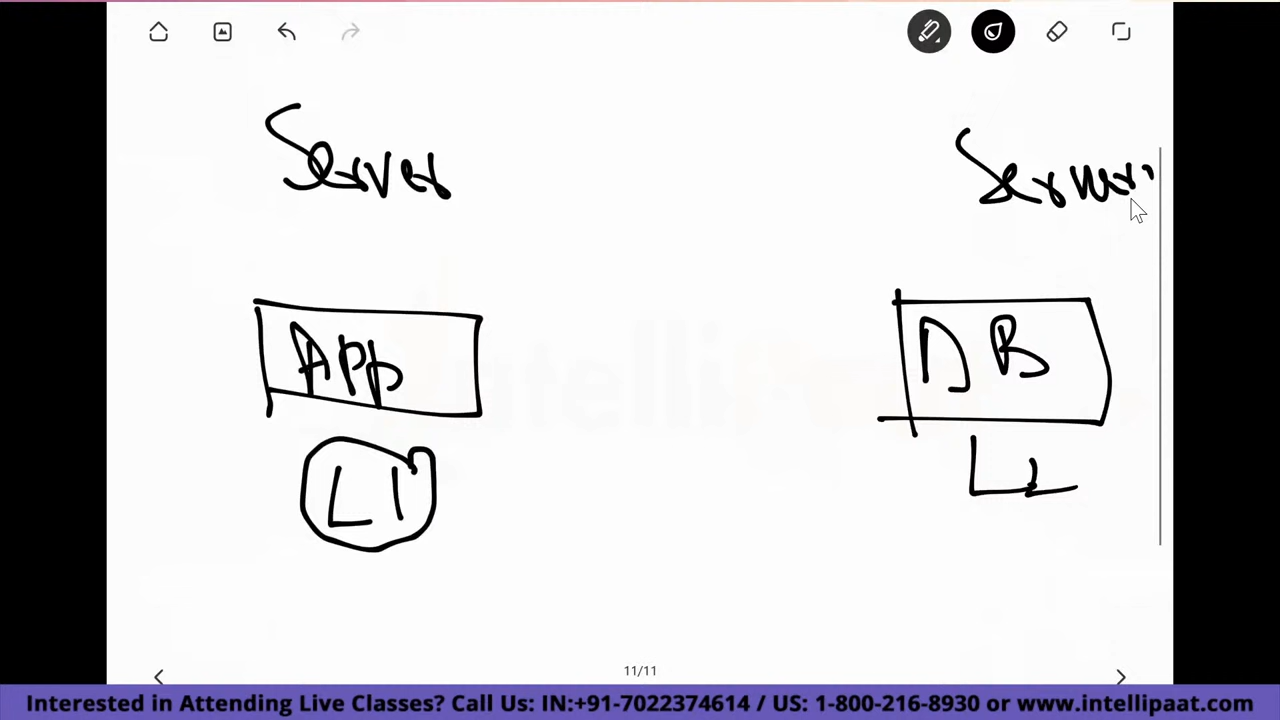 Server
Server
App
DB
L1
L2
11/11
Interested in Attending Live Classes? Call Us: IN:+91-7022374614 / US: 1-800-216-8930 or www.intellipaat.com